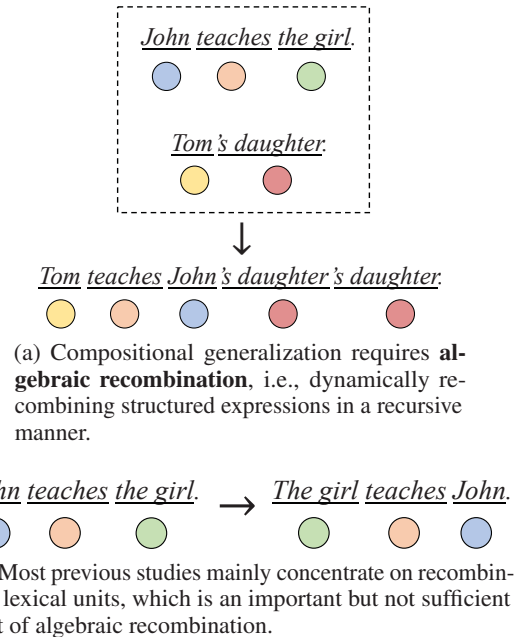 John teaches the girl.
Tom's daughter.
↓
Tom teaches John's daughter's daughter.
(a) Compositional generalization requires al-
gebraic recombination, i.e., dynamically re-
combining structured expressions in a recursive
manner.
hn teaches the girl. → The girl teaches John.
Most previous studies mainly concentrate on recombin-
lexical units, which is an important but not sufficient
t of algebraic recombination.